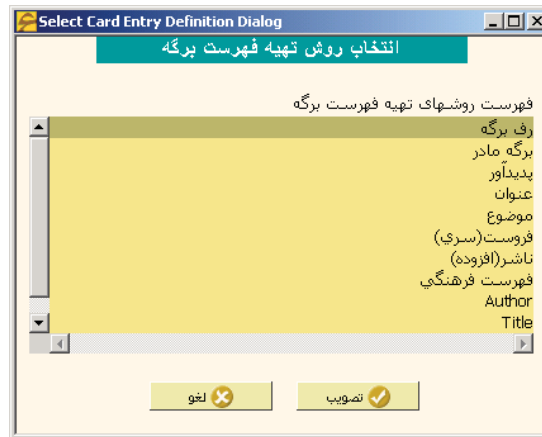 Select Card Entry Definition Dialog
انتخاب روش تهیه فهرست برگه
فهرست روشهای تهیه فهرست برگه
رف برگه
برگه مادر
پدیدآور
عنوان
موضوع
فروست(سري)
ناشر(افزوده)
فهرست فرهنگي
Author
Title
تصویب
لغو